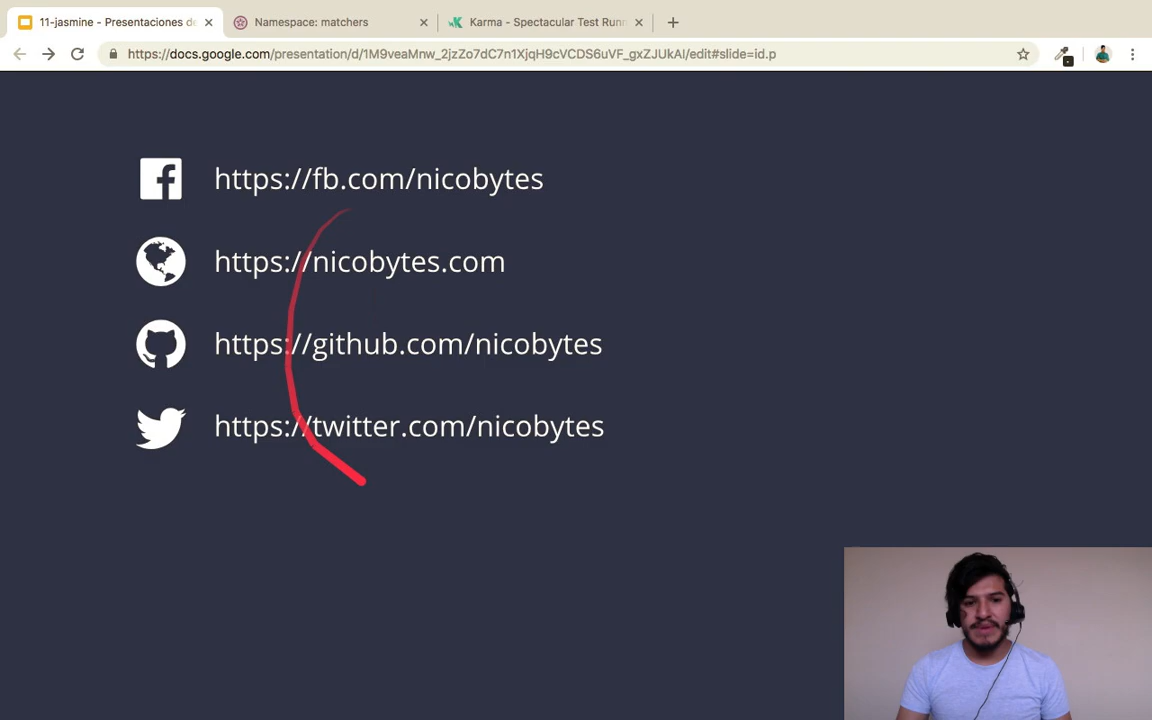 11-jasmine - Presentaciones de
Namespace: matchers
Karma - Spectacular Test Runn
https://docs.google.com/presentation/d/1M9veaMnw_2jzZo7dC7n1XjqH9cVCDS6uVF_gxZJUkAI/edit#slide=id.p
https://fb.com/nicobytes
https://nicobytes.com
https://github.com/nicobytes
https://twitter.com/nicobytes